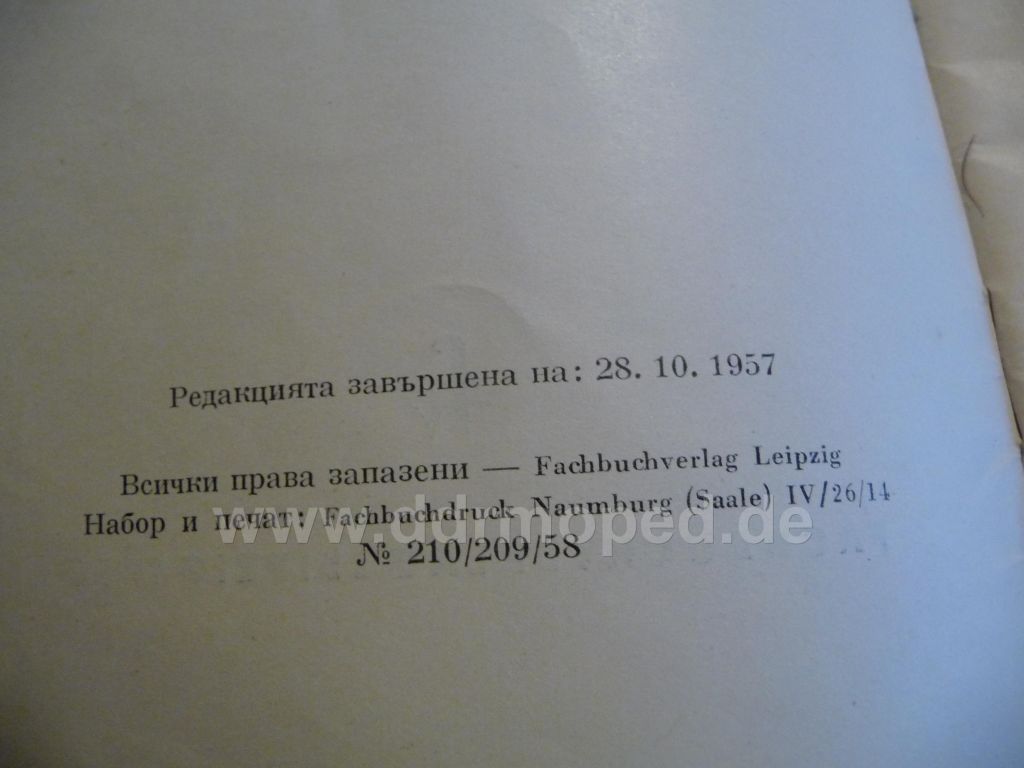 Редакцията завършена на: 28. 10. 1957
Всички права запазени — Fachbuchverlag Leipzig
Набор и печат: Fachbuchdruck Naumburg (Saale) IV/26/14
№ 210/209/58
www.ddrmoped.de